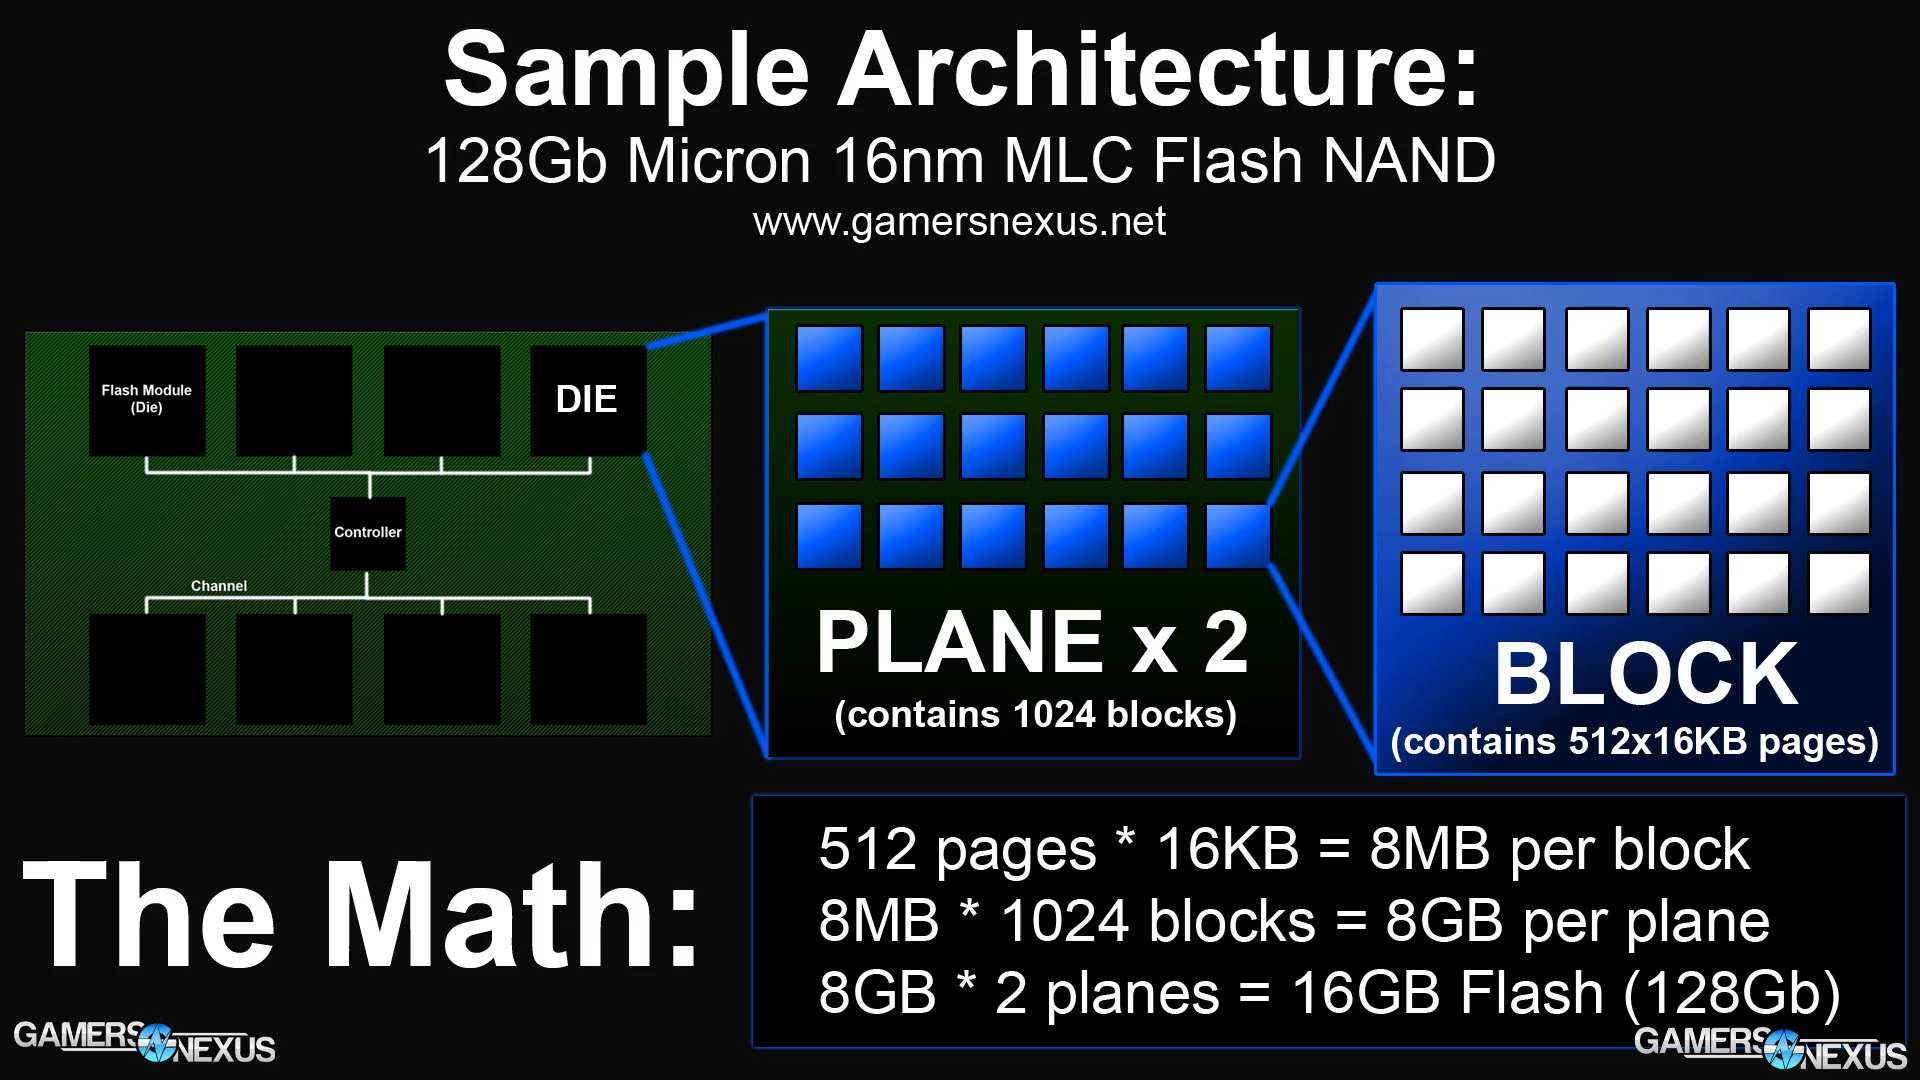 Sample Architecture:
128Gb Micron 16nm MLC Flash NAND
www.gamersnexus.net
Flash Module
(Die)
DIE
Controller
Channel
PLANE x 2
(contains 1024 blocks)
BLOCK
(contains 512x16KB pages)
The Math:
512 pages * 16KB = 8MB per block
8MB * 1024 blocks = 8GB per plane
8GB * 2 planes = 16GB Flash (128Gb)
GAMERS NEXUS
GAMERS NEXUS